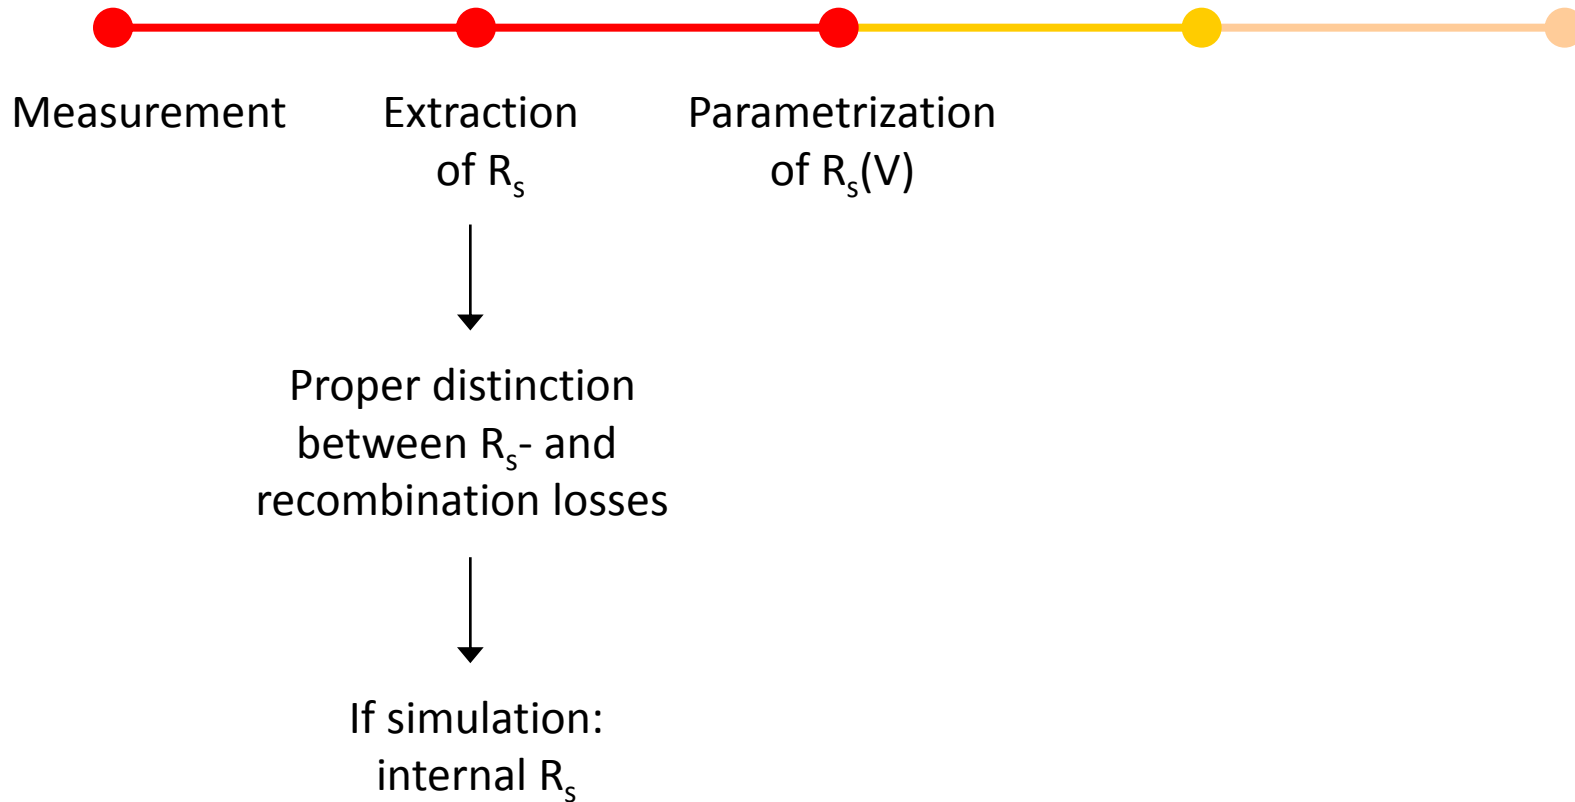 Measurement
Extraction
of Rs
Parametrization
of Rs(V)
Proper distinction
between Rs- and
recombination losses
If simulation:
internal Rs